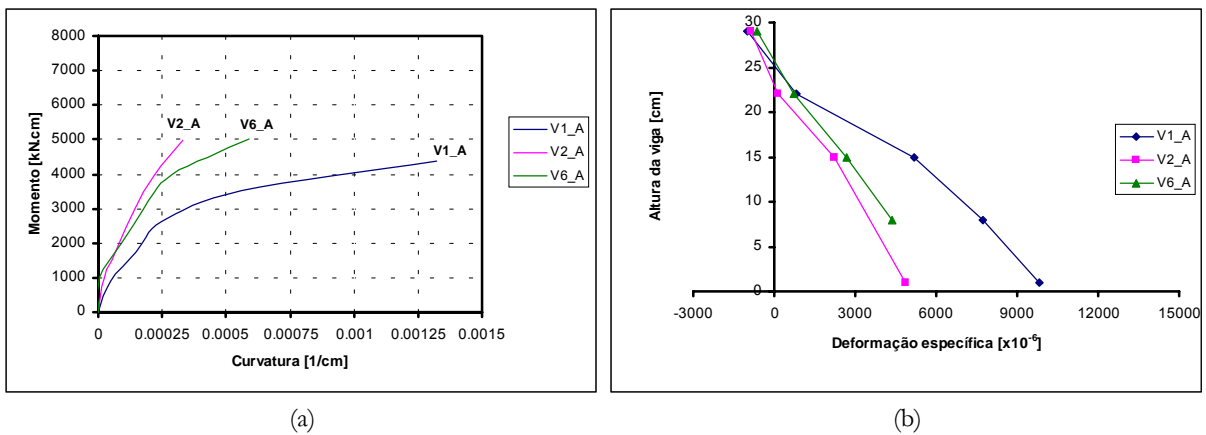 8000
7000
6000
5000
4000
3000
2000
1000
0
Momento [kN.cm]
V2_A
V6_A
V1_A
0
0.00025
0.0005
0.00075
0.001
0.00125
0.0015
Curvatura [1/cm]
V1_A
V2_A
V6_A
(a)
30
25
20
15
10
5
0
Altura da viga [cm]
-3000
0
3000
6000
9000
12000
15000
Deformação específica [x10⁻⁶]
V1_A
V2_A
V6_A
(b)